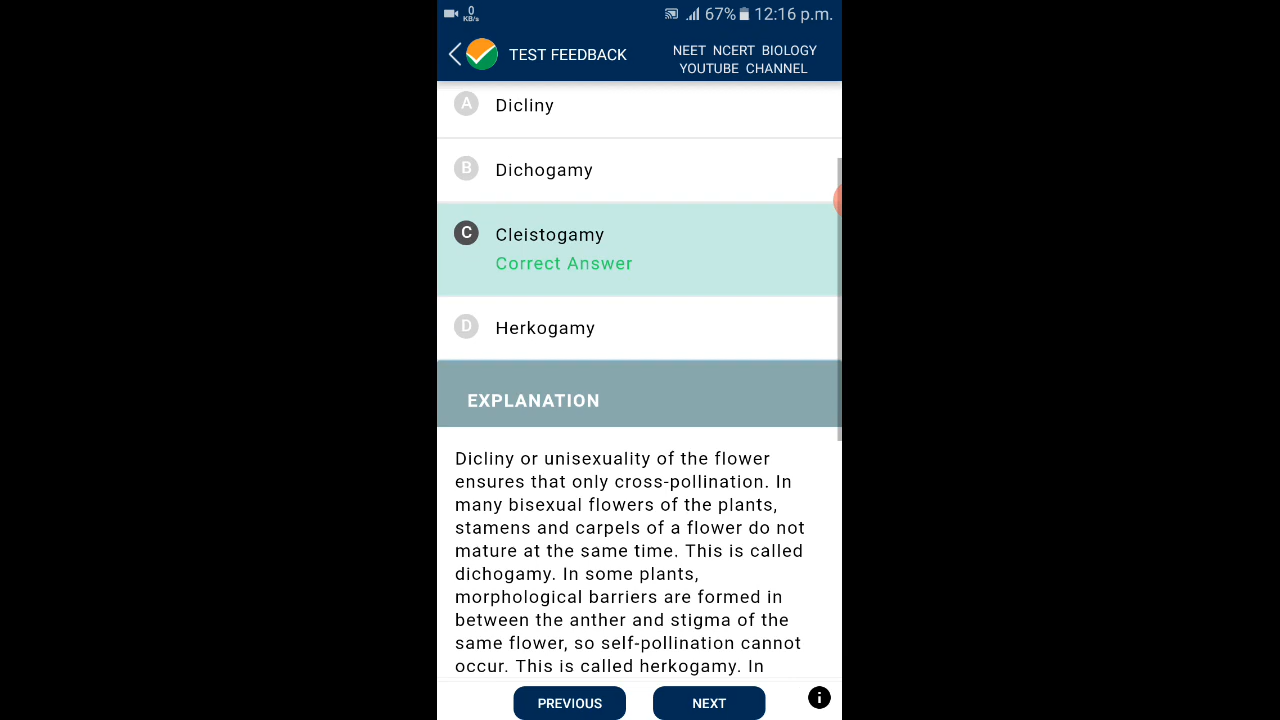 0
KB/s
67% 12:16 p.m.
TEST FEEDBACK
NEET NCERT BIOLOGY
YOUTUBE CHANNEL
A Dicliny
B Dichogamy
C Cleistogamy
Correct Answer
D Herkogamy
EXPLANATION
Dicliny or unisexuality of the flower
ensures that only cross-pollination. In
many bisexual flowers of the plants,
stamens and carpels of a flower do not
mature at the same time. This is called
dichogamy. In some plants,
morphological barriers are formed in
between the anther and stigma of the
same flower, so self-pollination cannot
occur. This is called herkogamy. In
PREVIOUS NEXT i